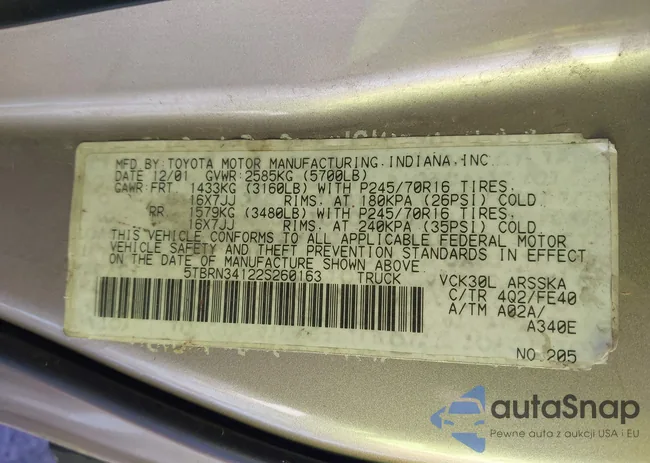 MFD.BY:TOYOTA MOTOR MANUFACTURING,INDIANA,INC.
DATE 12/01 GVWR:2585KG (5700LB)
GAWR:FRT. 1433KG (3160LB) WITH P245/70R16 TIRES,
16X7JJ RIMS, AT 180KPA (26PSI) COLD.
RR. 1579KG (3480LB) WITH P245/70R16 TIRES,
16X7JJ RIMS, AT 240KPA (35PSI) COLD.
THIS VEHICLE CONFORMS TO ALL APPLICABLE FEDERAL MOTOR
VEHICLE SAFETY AND THEFT PREVENTION STANDARDS IN EFFECT ON
DATE OF MANUFACTURE SHOWN ABOVE.
5TBRN34122S260163 TRUCK
VCK30L ARSSKA
C/TR 4Q2/FE40
A/TM A02A/
A340E
NO.205
autoSnap
Pewne auto z aukcji USA i EU